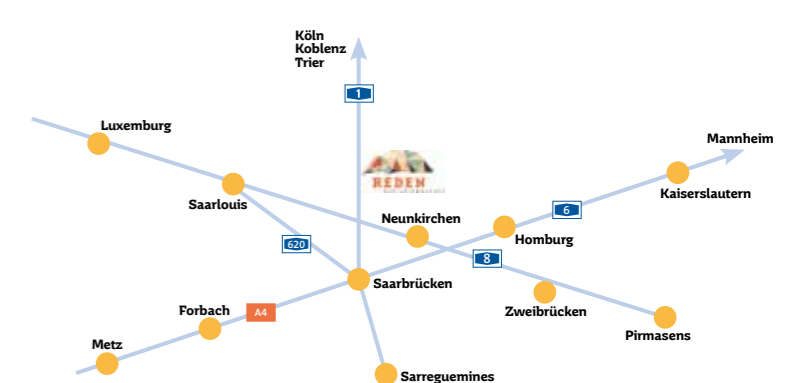 Köln
Koblenz
Trier
1
Luxemburg
Mannheim
REDEN
Kaiserslautern
Saarlouis
Neunkirchen
6
Homburg
620
8
Saarbrücken
Zweibrücken
Forbach
A4
Pirmasens
Metz
Sarreguemines